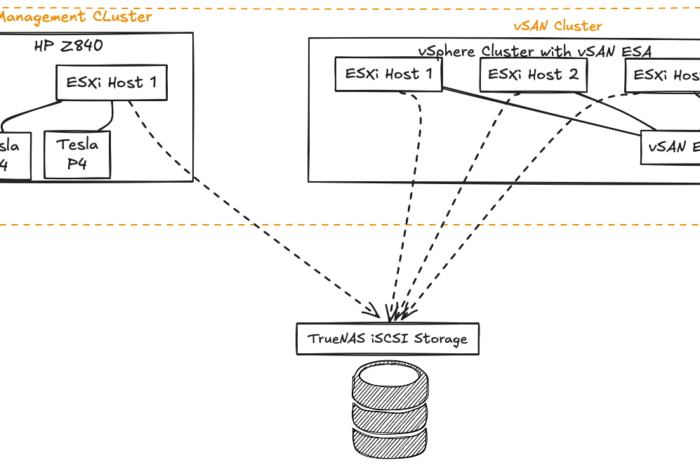 Management CLuster
vSAN Cluster
HP Z840
vSphere Cluster with vSAN ESA
ESXi Host 1
ESXi Host 1
ESXi Host 2
ESXi Hos
sla
4
Tesla
P4
vSAN E
TrueNAS iSCSI Storage